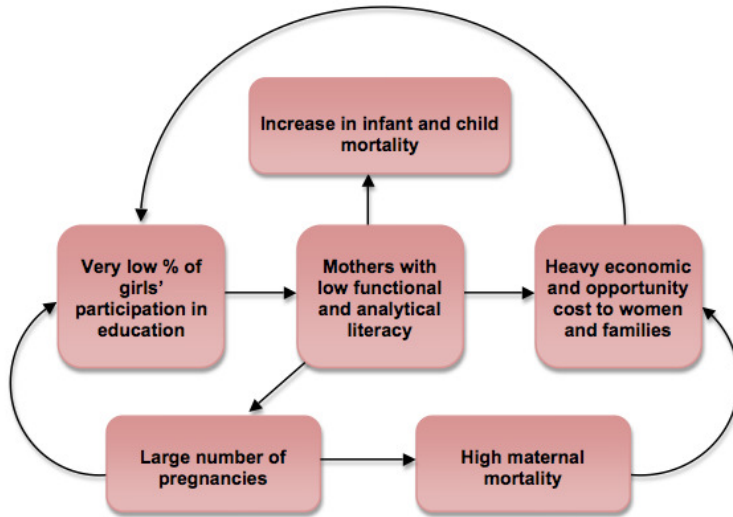 Increase in infant and child
mortality
Very low % of
girls’
participation in
education
Mothers with
low functional
and analytical
literacy
Heavy economic
and opportunity
cost to women
and families
Large number of
pregnancies
High maternal
mortality